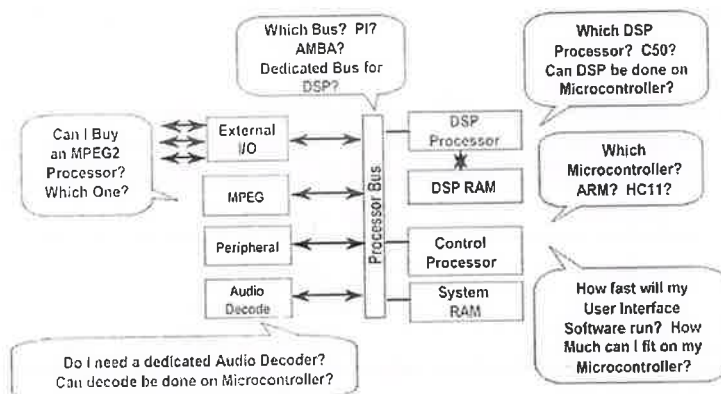 Which Bus? PI?
AMBA?
Dedicated Bus for
DSP?
Which DSP
Processor? C50?
Can DSP be done on
Microcontroller?
Can I Buy
an MPEG2
Processor?
Which One?
External
I/O
MPEG
Peripheral
Audio
Decode
Processor Bus
DSP
Processor
DSP RAM
Control
Processor
System
RAM
Which
Microcontroller?
ARM? HC11?
How fast will my
User Interface
Software run? How
Much can I fit on my
Microcontroller?
Do I need a dedicated Audio Decoder?
Can decode be done on Microcontroller?